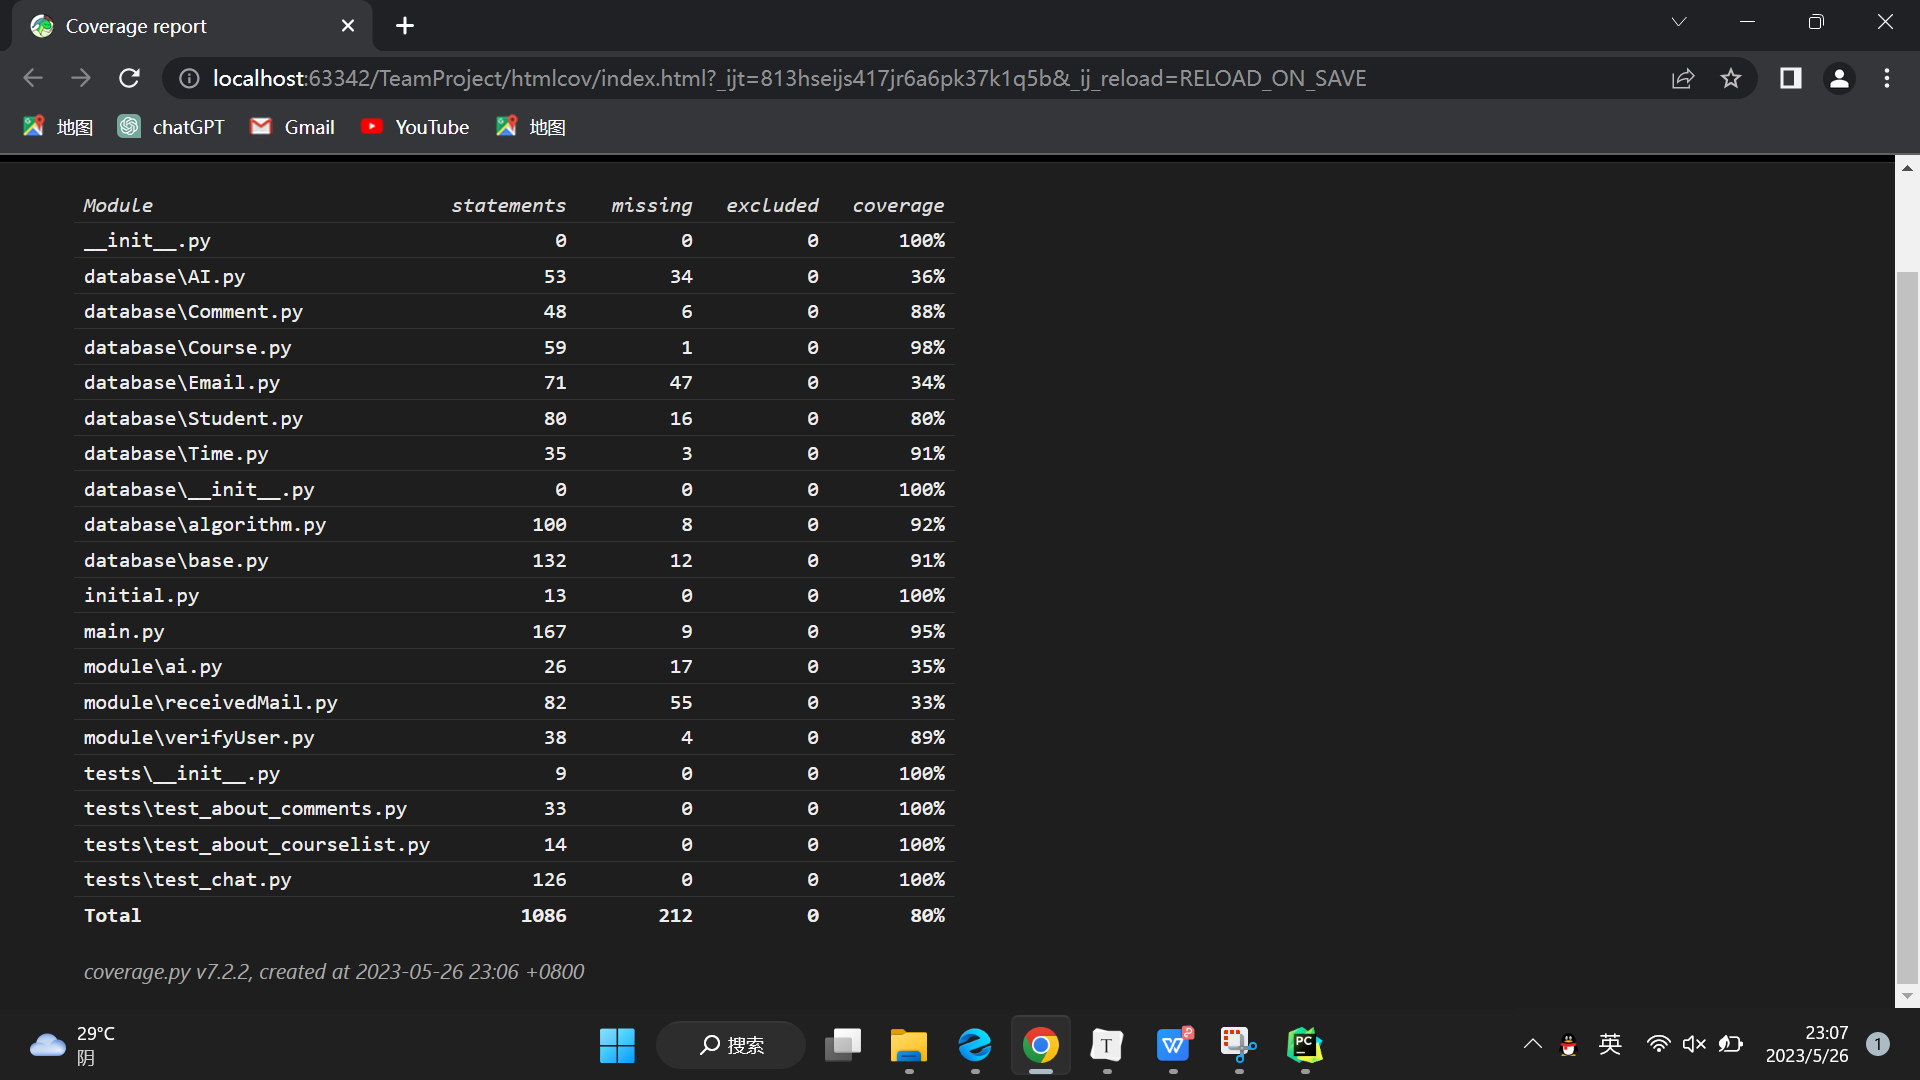 Coverage report
localhost:63342/TeamProject/htmlcov/index.html?_ijt=813hseijs417jr6a6pk37k1q5b&_ij_reload=RELOAD_ON_SAVE
地图 chatGPT Gmail YouTube 地图
Module statements missing excluded coverage
__init__.py 0 0 0 100%
database\AI.py 53 34 0 36%
database\Comment.py 48 6 0 88%
database\Course.py 59 1 0 98%
database\Email.py 71 47 0 34%
database\Student.py 80 16 0 80%
database\Time.py 35 3 0 91%
database\__init__.py 0 0 0 100%
database\algorithm.py 100 8 0 92%
database\base.py 132 12 0 91%
initial.py 13 0 0 100%
main.py 167 9 0 95%
module\ai.py 26 17 0 35%
module\receivedMail.py 82 55 0 33%
module\verifyUser.py 38 4 0 89%
tests\__init__.py 9 0 0 100%
tests\test_about_comments.py 33 0 0 100%
tests\test_about_courselist.py 14 0 0 100%
tests\test_chat.py 126 0 0 100%
Total 1086 212 0 80%
coverage.py v7.2.2, created at 2023-05-26 23:06 +0800
29°C
阴
搜索
T
W
P
PC
英
23:07
2023/5/26
1